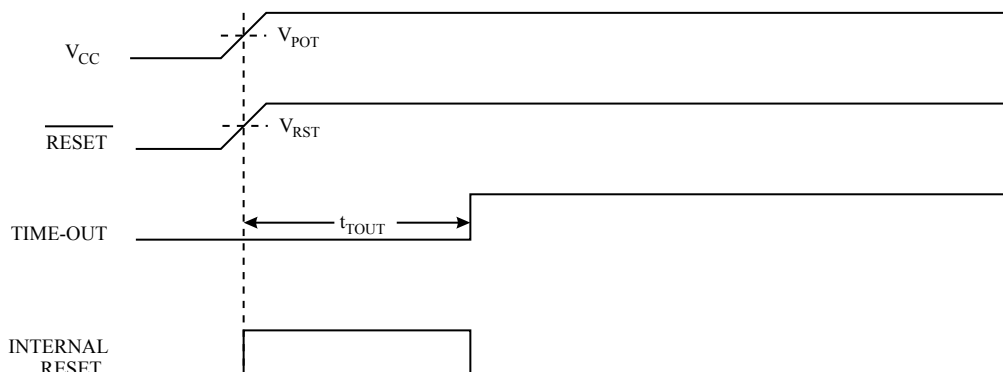 V_CC
V_POT
RESET
V_RST
TIME-OUT
t_TOUT
INTERNAL
RESET